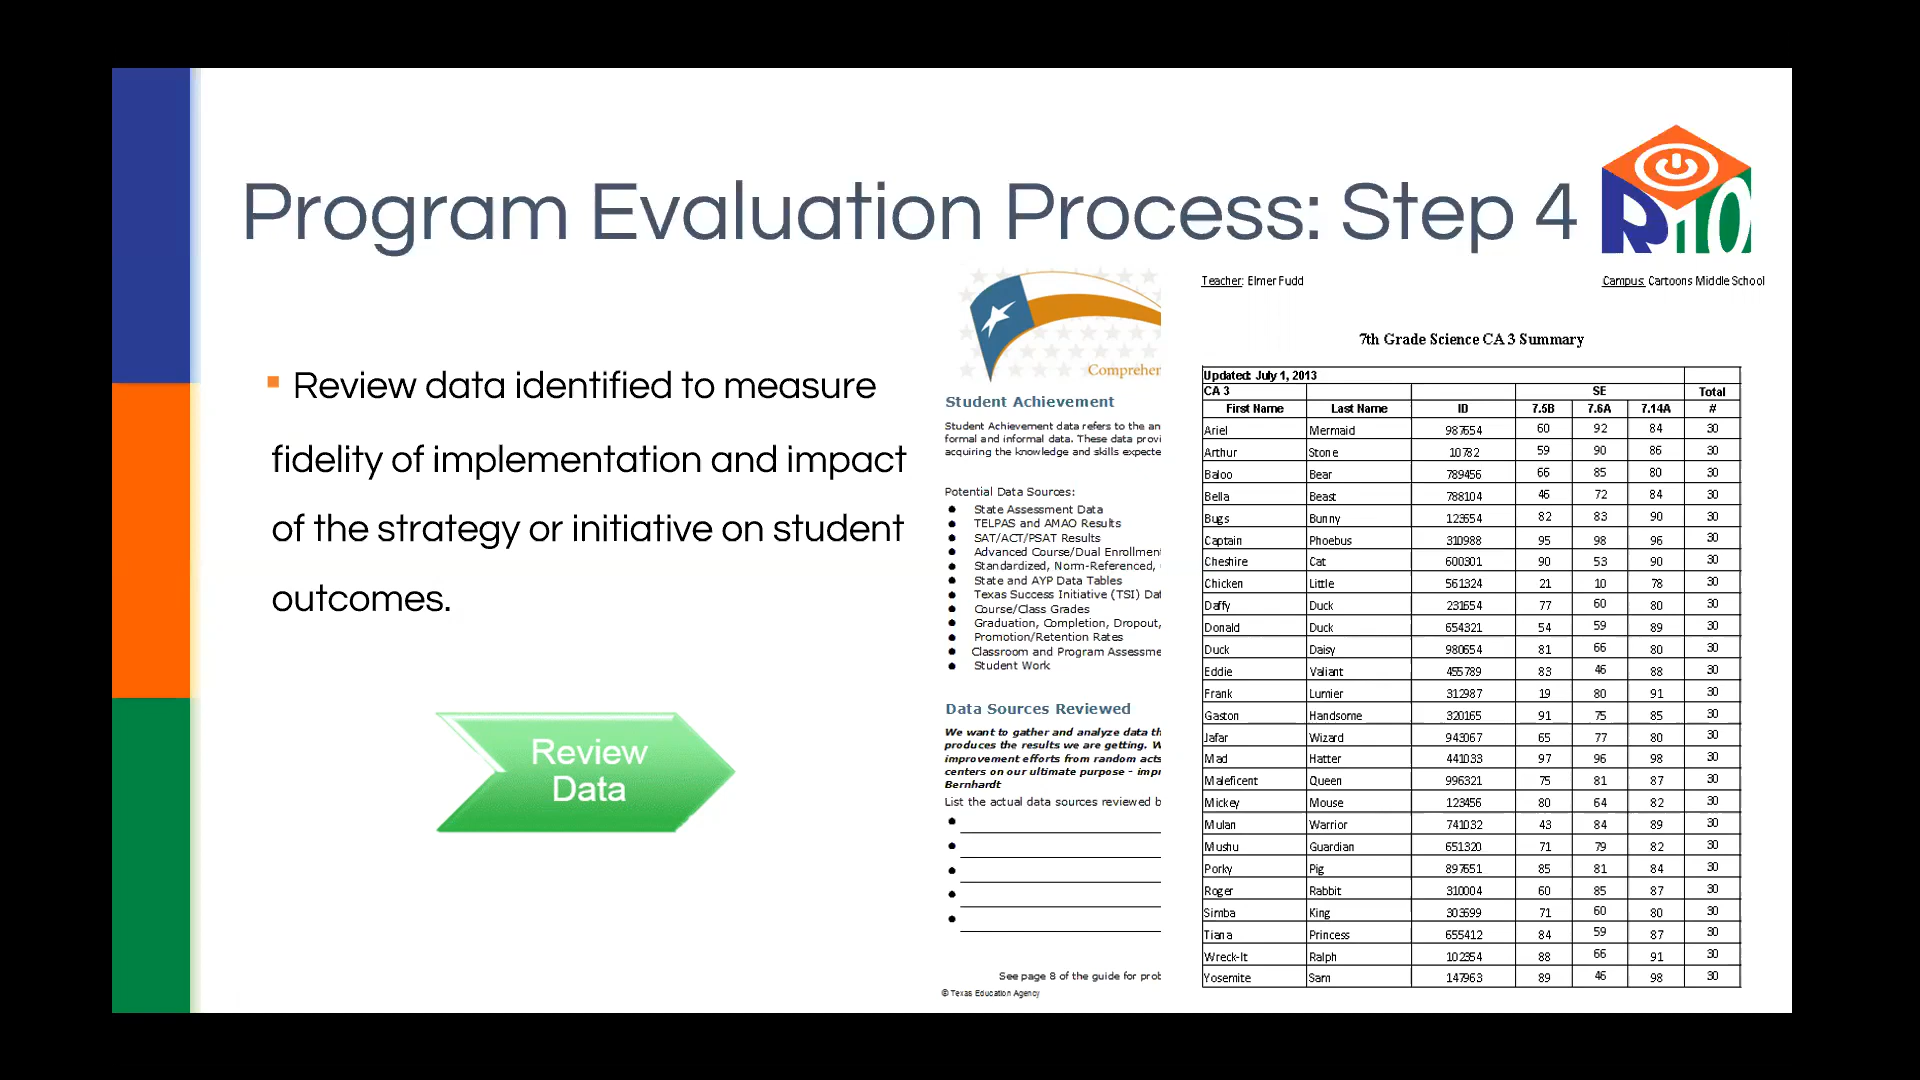 Program Evaluation Process: Step 4
R10
▪ Review data identified to measure
fidelity of implementation and impact
of the strategy or initiative on student
outcomes.
Review
Data
Student Achievement
Student Achievement data refers to the an
formal and informal data. These data provi
acquiring the knowledge and skills expecte
Potential Data Sources:
● State Assessment Data
● TELPAS and AMAO Results
● SAT/ACT/PSAT Results
● Advanced Course/Dual Enrollment
● Standardized, Norm-Referenced,
● State and AYP Data Tables
● Texas Success Initiative (TSI) Dat
● Course/Class Grades
● Graduation, Completion, Dropout,
● Promotion/Retention Rates
● Classroom and Program Assessme
● Student Work
Data Sources Reviewed
We want to gather and analyze data th
produces the results we are getting. W
improvement efforts from random acts
centers on our ultimate purpose - impr
Bernhardt
List the actual data sources reviewed b
See page 8 of the guide for prob
© Texas Education Agency
Teacher: Elmer Fudd Campus: Cartoons Middle School
7th Grade Science CA 3 Summary
Updated: July 1, 2013
CA 3 SE Total
First Name Last Name ID 7.5B 7.6A 7.14A #
Ariel Mermaid 987654 60 92 84 30
Arthur Stone 10782 59 90 86 30
Baloo Bear 789456 66 85 80 30
Bella Beast 788104 46 72 84 30
Bugs Bunny 123654 82 83 90 30
Captain Phoebus 310988 95 98 96 30
Cheshire Cat 600301 90 53 90 30
Chicken Little 561324 21 10 78 30
Daffy Duck 231654 77 60 80 30
Donald Duck 654321 54 59 89 30
Duck Daisy 980654 81 66 80 30
Eddie Valiant 455789 83 46 88 30
Frank Lumier 312987 19 80 91 30
Gaston Handsome 320165 91 75 85 30
Jafar Wizard 943067 65 77 80 30
Mad Hatter 441033 97 96 98 30
Maleficent Queen 996321 75 81 87 30
Mickey Mouse 123456 80 64 82 30
Mulan Warrior 741032 43 84 89 30
Mushu Guardian 651320 71 79 82 30
Porky Pig 897651 85 81 84 30
Roger Rabbit 310004 60 85 87 30
Simba King 303699 71 60 80 30
Tiana Princess 655412 84 59 87 30
Wreck-It Ralph 102354 88 66 91 30
Yosemite Sam 147963 89 46 98 30